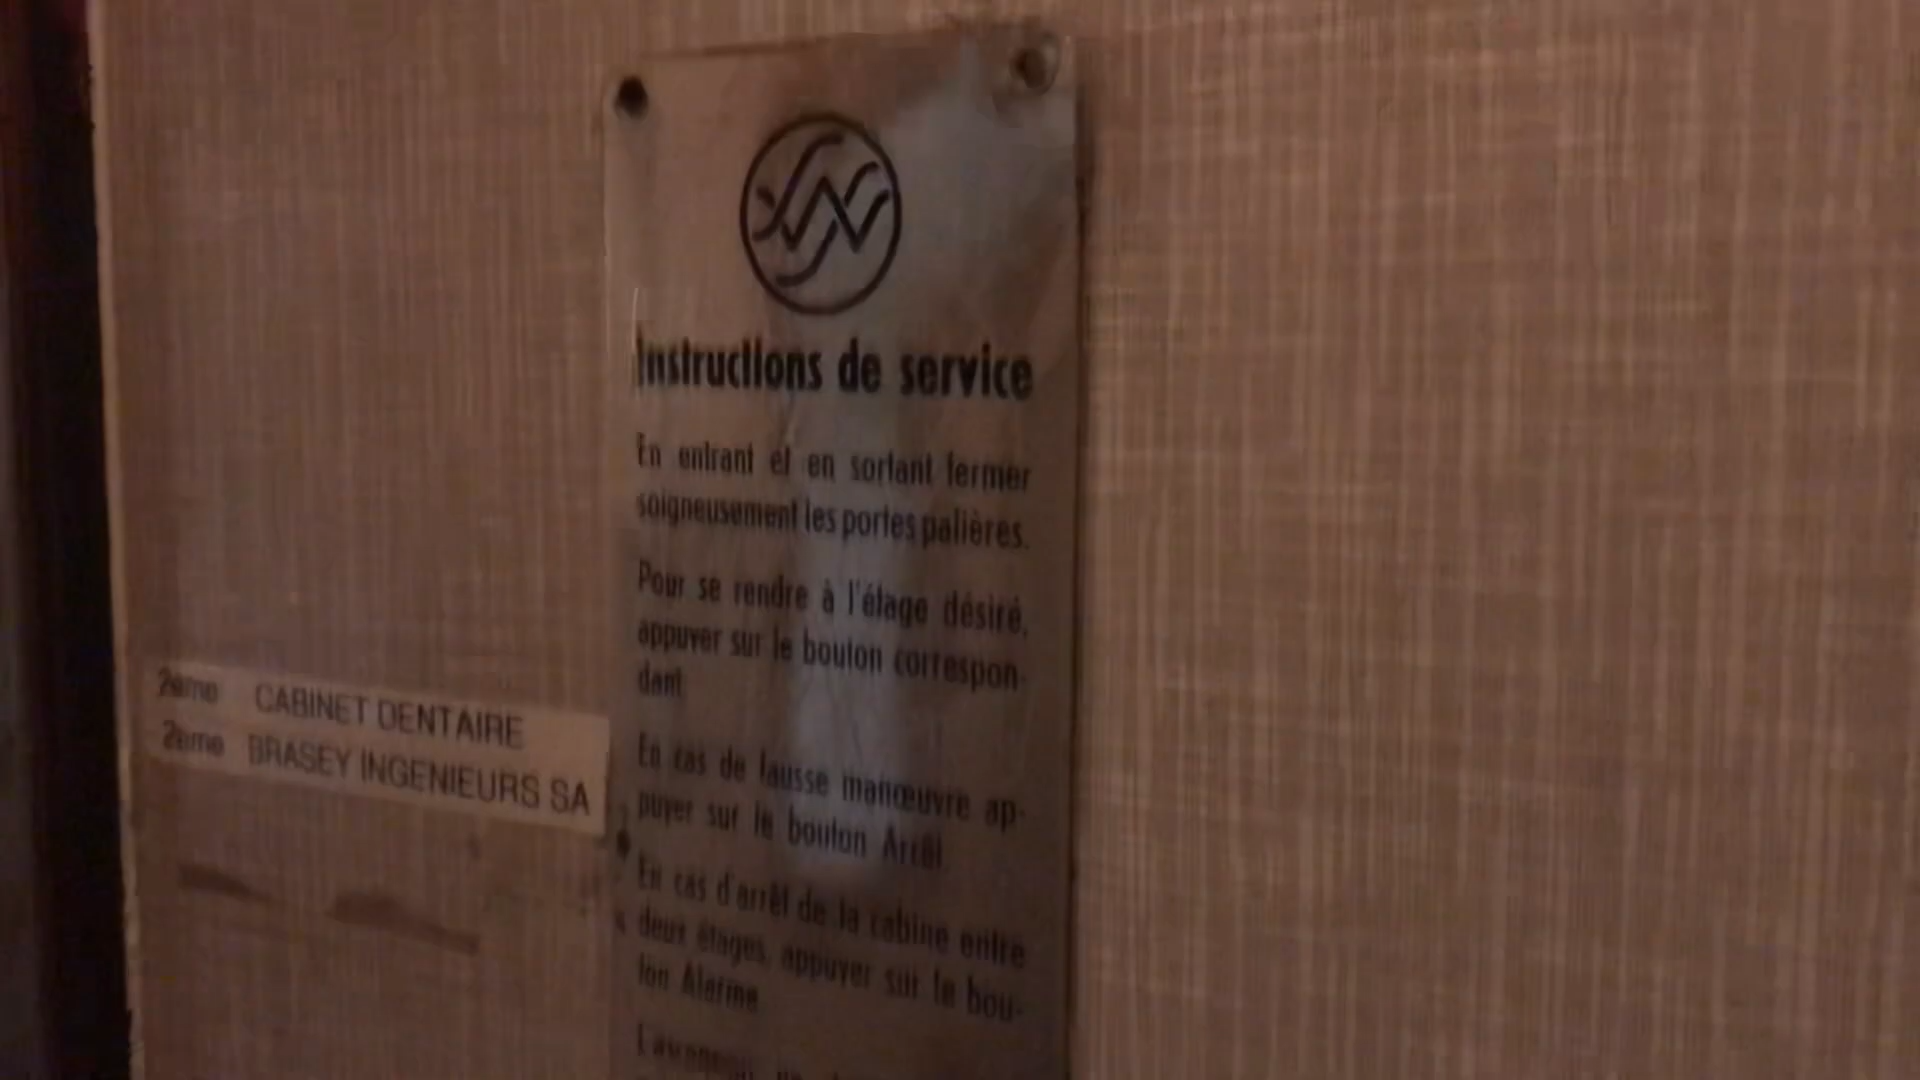 Instructions de service
En entrant et en sortant fermer
soigneusement les portes palières.
Pour se rendre à l'étage désiré,
appuyer sur le bouton correspon-
dant
En cas de fausse manœuvre ap-
puyer sur le bouton Arrêt
En cas d'arrêt de la cabine entre
deux étages, appuyer sur le bou-
ton Alarme
2ème CABINET DENTAIRE
2ème BRASEY INGENIEURS SA